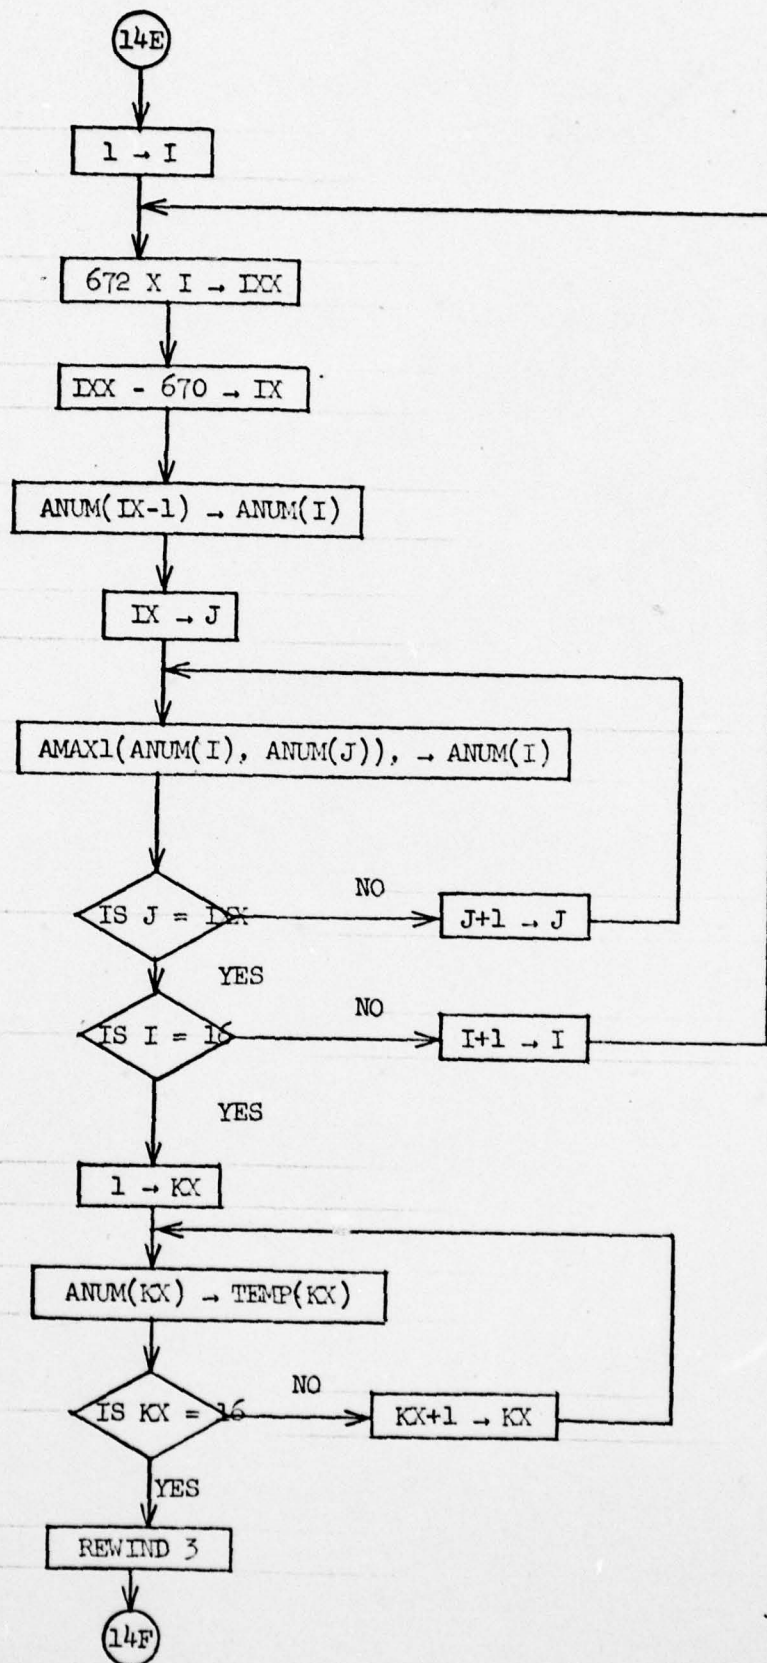 14E
1 → I
672 X I → IXX
IXX - 670 → IX
ANUM(IX-1) → ANUM(I)
IX → J
AMAX1(ANUM(I), ANUM(J)), → ANUM(I)
IS J = IXX
NO
J+1 → J
YES
IS I = 16
NO
I+1 → I
YES
1 → KX
ANUM(KX) → TEMP(KX)
IS KX = 16
NO
KX+1 → KX
YES
REWIND 3
14F